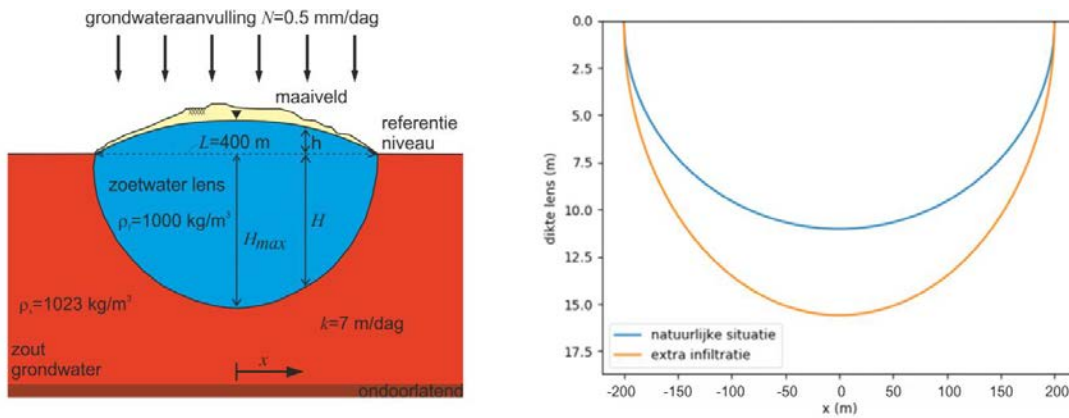 grondwateraanvulling N=0.5 mm/dag
maaiveld
referentie
niveau
L=400 m
h
zoetwater lens
ρf=1000 kg/m³
H
Hmax
ρs=1023 kg/m³
k=7 m/dag
zout
grondwater
x
ondoorlatend
0.0
2.5
5.0
7.5
10.0
12.5
15.0
17.5
dikte lens (m)
natuurlijke situatie
extra infiltratie
-200 -150 -100 -50 0 50 100 150 200
x (m)